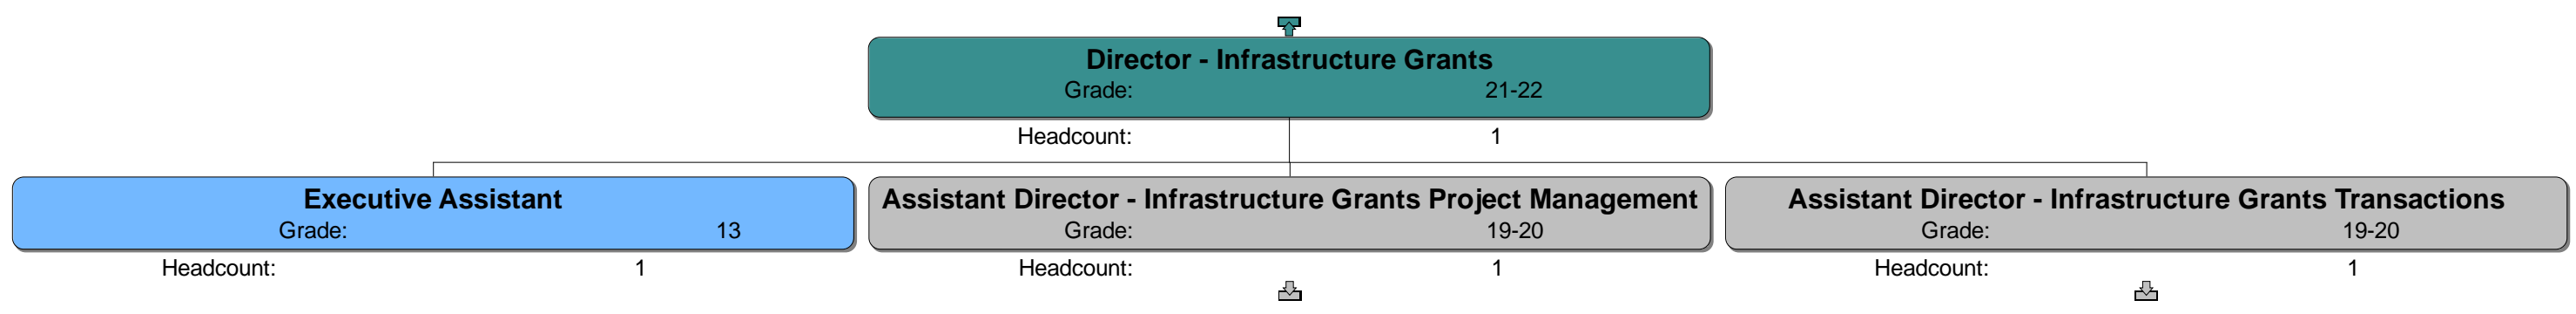 Director - Infrastructure Grants
Grade: 21-22
Headcount: 1
Executive Assistant
Grade: 13
Headcount: 1
Assistant Director - Infrastructure Grants Project Management
Grade: 19-20
Headcount: 1
Assistant Director - Infrastructure Grants Transactions
Grade: 19-20
Headcount: 1